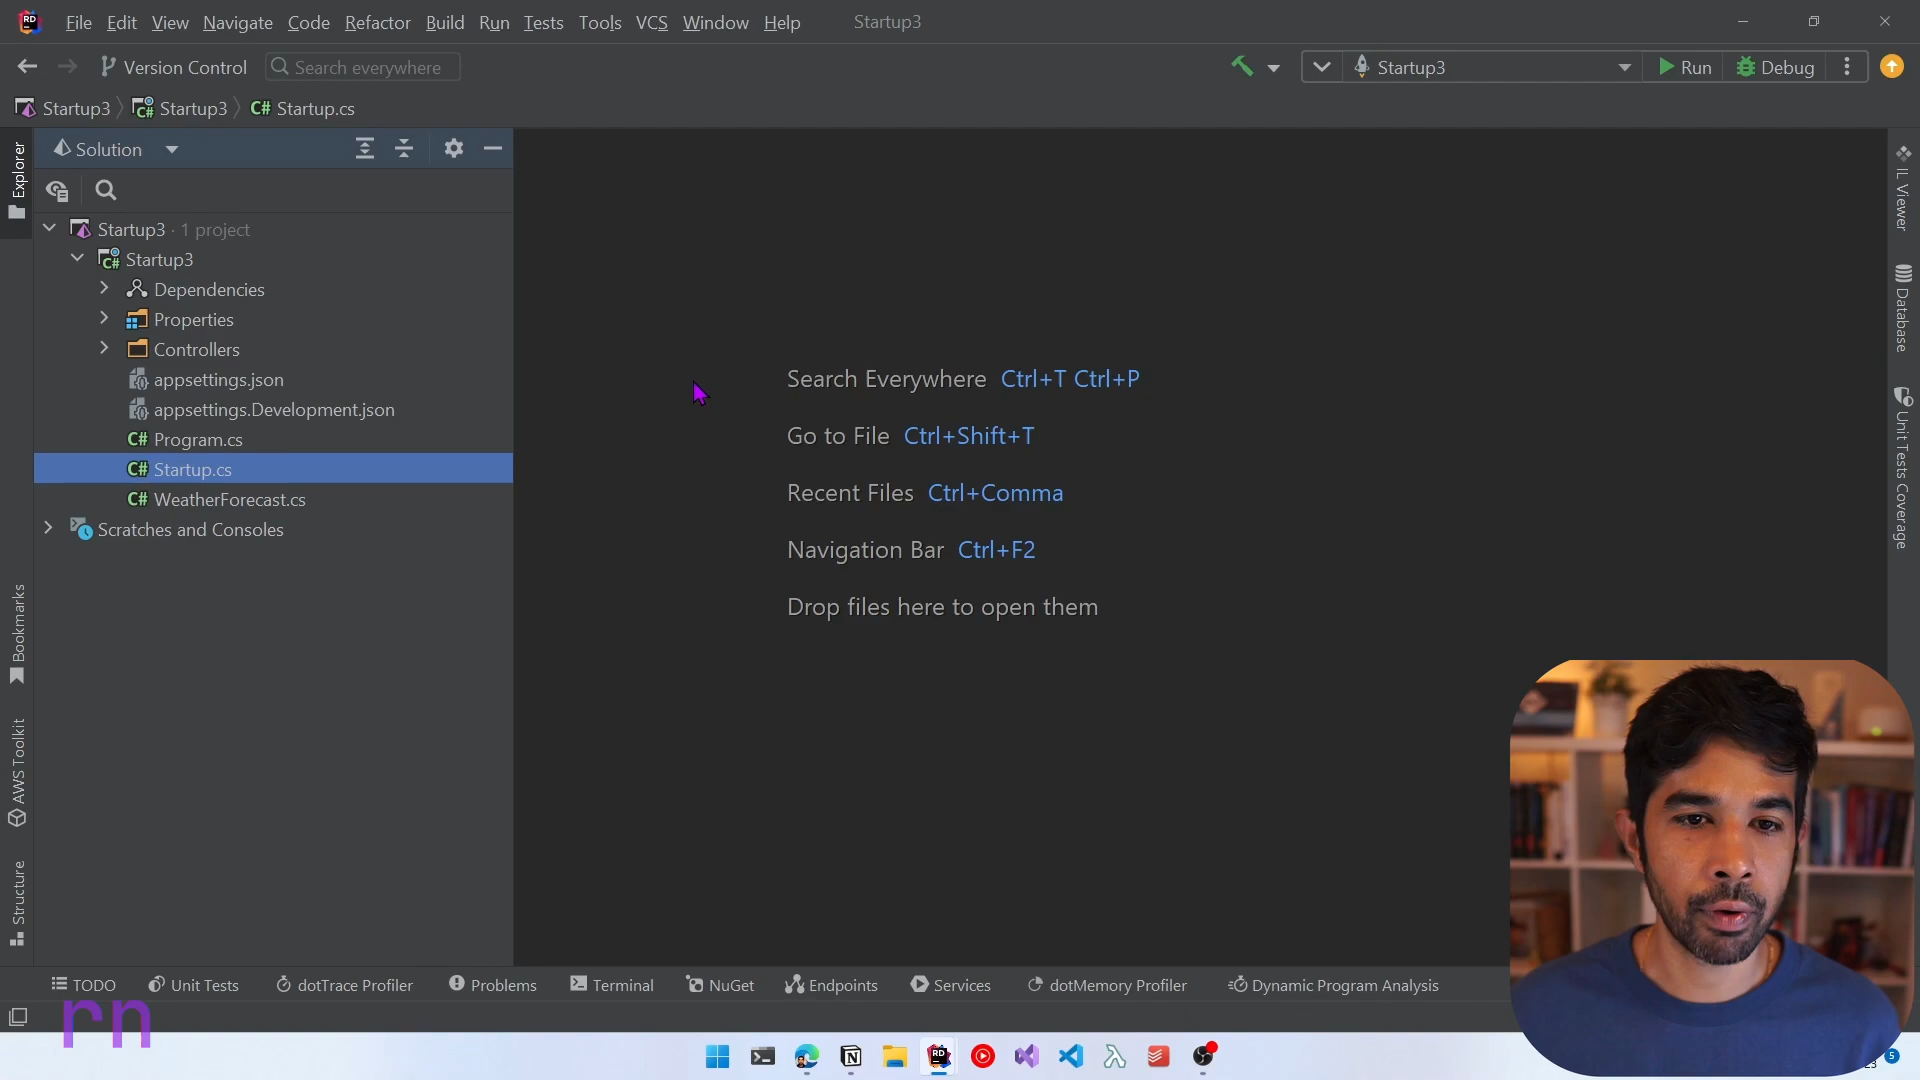 File Edit View Navigate Code Refactor Build Run Tests Tools VCS Window Help Startup3
Version Control Search everywhere Startup3 Run Debug
Startup3 Startup3 C# Startup.cs
Solution
Explorer
Startup3 · 1 project
C# Startup3
Dependencies
Properties
Controllers
appsettings.json
appsettings.Development.json
C# Program.cs
C# Startup.cs
C# WeatherForecast.cs
Scratches and Consoles
Bookmarks
AWS Toolkit
Structure
Search Everywhere Ctrl+T Ctrl+P
Go to File Ctrl+Shift+T
Recent Files Ctrl+Comma
Navigation Bar Ctrl+F2
Drop files here to open them
IL Viewer
Database
Unit Tests Coverage
TODO Unit Tests dotTrace Profiler Problems Terminal NuGet Endpoints Services dotMemory Profiler Dynamic Program Analysis
rn
5